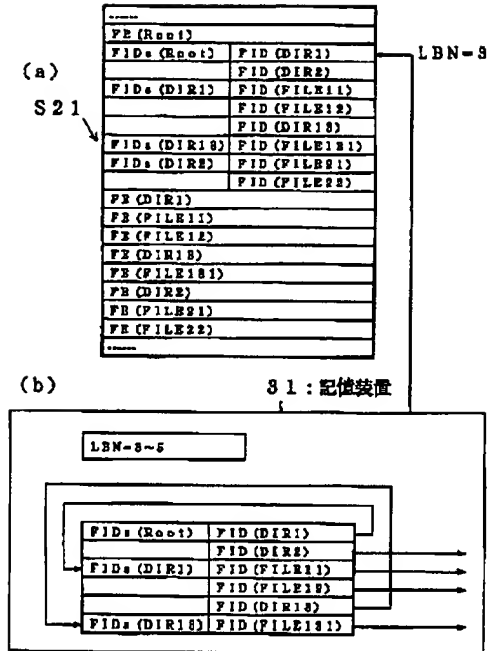 -----
FE(Root)
FIDs(Root) FID(DIR1)
FID(DIR2)
(a)
LBN=3
FIDs(DIR1) FID(FILE11)
FID(FILE12)
FID(DIR13)
S21
FIDs(DIR13) FID(FILE131)
FIDs(DIR2) FID(FILE21)
FID(FILE22)
FE(DIR1)
FE(FILE11)
FE(FILE12)
FE(DIR13)
FE(FILE131)
FE(DIR2)
FE(FILE21)
FE(FILE22)
-----
(b)
31:記憶装置
LBN=3~5
FIDs(Root) FID(DIR1)
FID(DIR2)
FIDs(DIR1) FID(FILE11)
FID(FILE12)
FID(DIR13)
FIDs(DIR13) FID(FILE131)